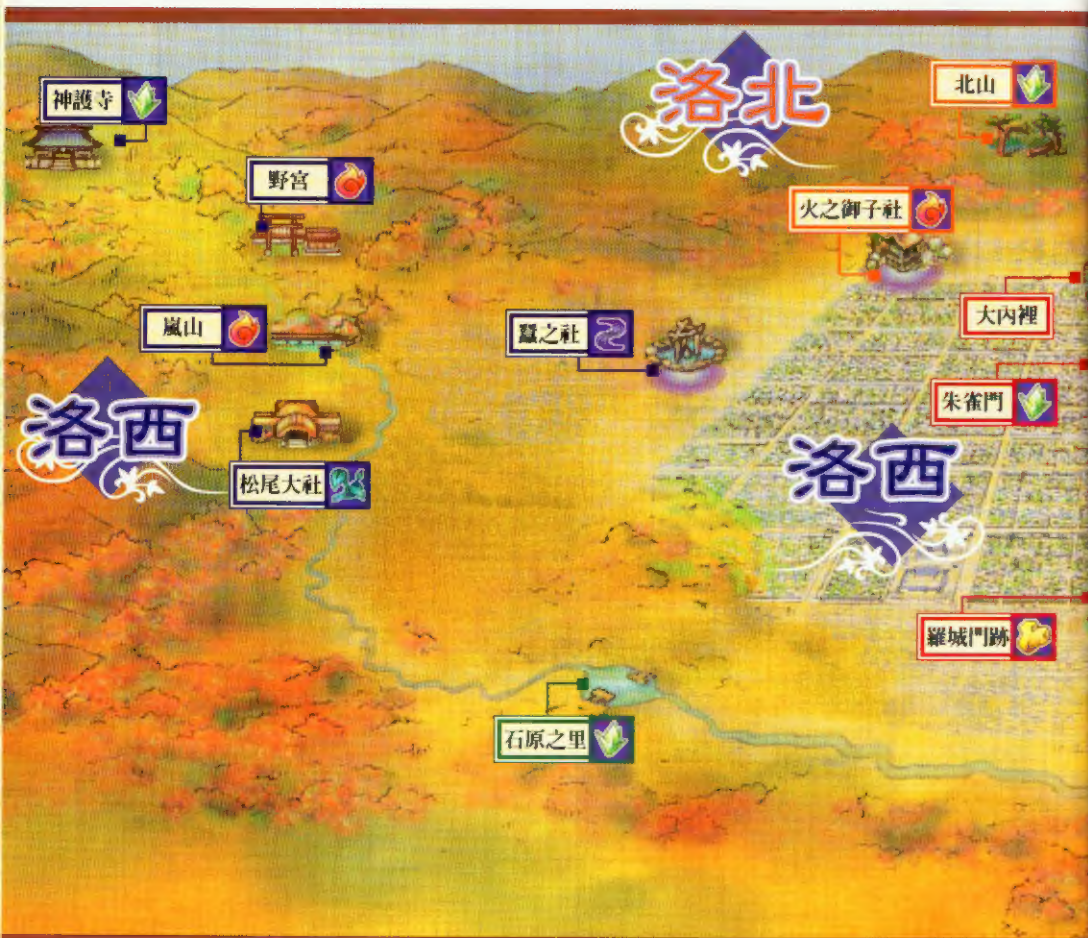 神護寺
洛北
北山
野宮
火之御子社
嵐山
蠶之社
大內裡
洛西
朱雀門
松尾大社
洛西
羅城門跡
石原之里